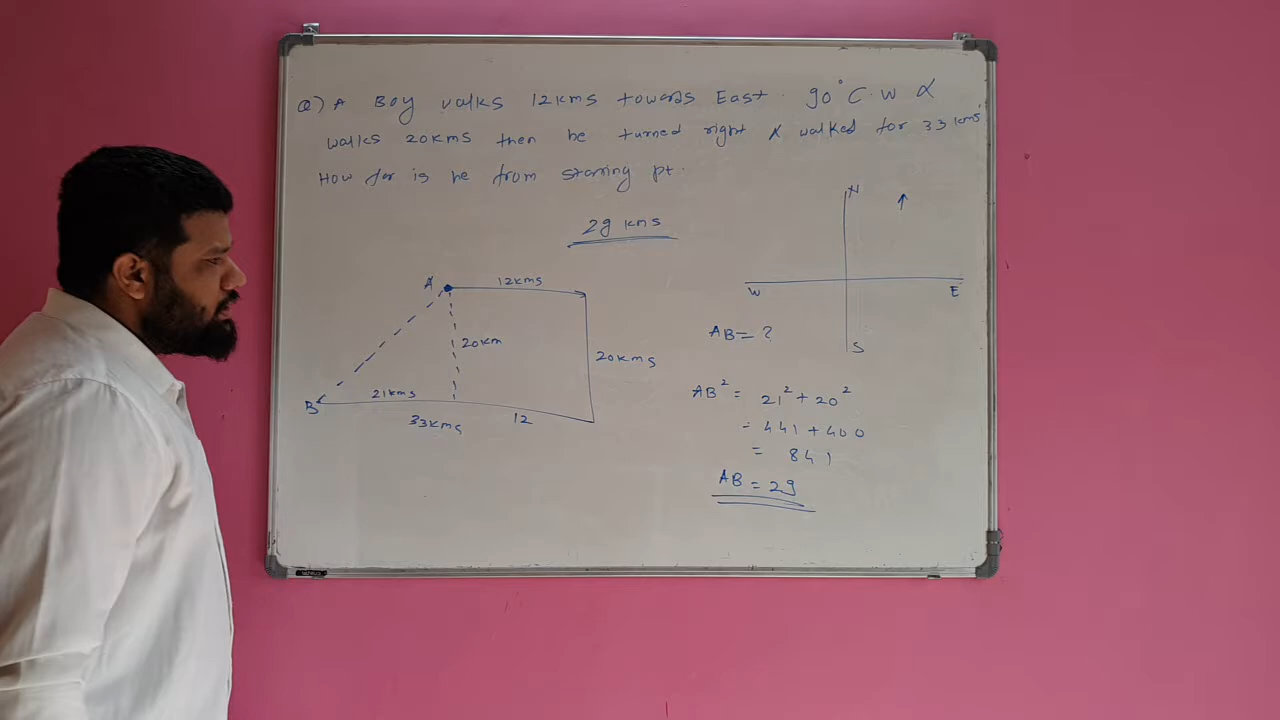 Q) A Boy walks 12kms towards East. 90° C.W &
walks 20kms then he turned right & walked for 33 kms
How far is he from starting pt.
29 kms
N
W
E
S
A
12kms
20km
20kms
B
21kms
33kms
12
AB = ?
AB² = 21² + 20²
= 441 + 400
= 841
AB = 29